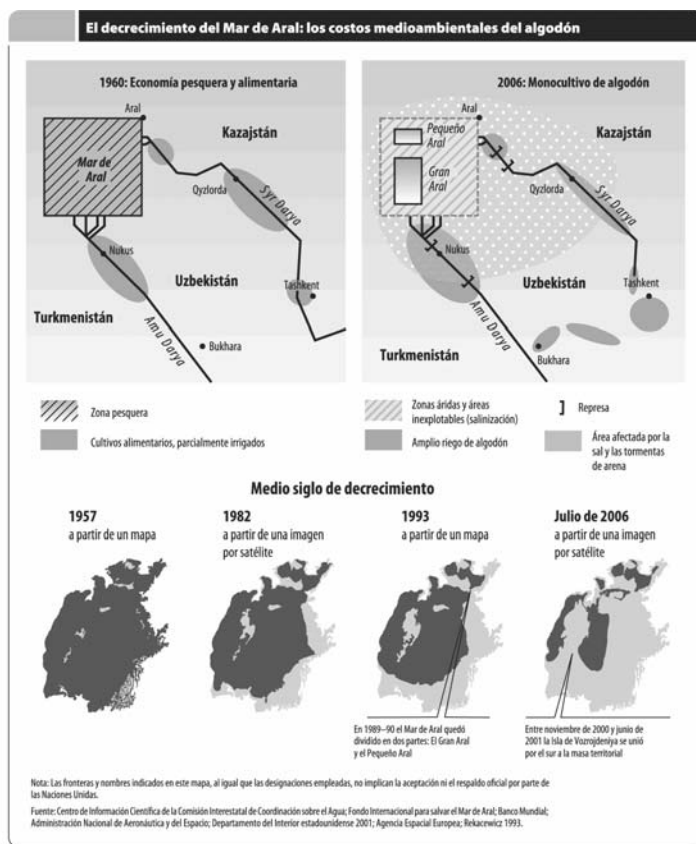 El decrecimiento del Mar de Aral: los costos medioambientales del algodón
1960: Economía pesquera y alimentaria
Aral
Kazajstán
Mar de
Aral
Qyzlorda
Syr Darya
Nukus
Uzbekistán
Tashkent
Turkmenistán
Amu Darya
Bukhara
2006: Monocultivo de algodón
Aral
Pequeño
Aral
Kazajstán
Gran
Aral
Qyzlorda
Syr Darya
Nukus
Uzbekistán
Tashkent
Amu Darya
Turkmenistán
Bukhara
Zona pesquera
Cultivos alimentarios, parcialmente irrigados
Zonas áridas y áreas
inexplotables (salinización)
Amplio riego de algodón
Represa
Área afectada por la
sal y las tormentas
de arena
Medio siglo de decrecimiento
1957
a partir de un mapa
1982
a partir de una imagen
por satélite
1993
a partir de un mapa
Julio de 2006
a partir de una imagen
por satélite
En 1989–90 el Mar de Aral quedó
dividido en dos partes: El Gran Aral
y el Pequeño Aral
Entre noviembre de 2000 y junio de
2001 la Isla de Vozrojdeniya se unió
por el sur a la masa territorial
Nota: Las fronteras y nombres indicados en este mapa, al igual que las designaciones empleadas, no implican la aceptación ni el respaldo oficial por parte de
las Naciones Unidas.
Fuente: Centro de Información Científica de la Comisión Interestatal de Coordinación sobre el Agua; Fondo Internacional para salvar el Mar de Aral; Banco Mundial;
Administración Nacional de Aeronáutica y del Espacio; Departamento del Interior estadounidense 2001; Agencia Espacial Europea; Rekacewicz 1993.